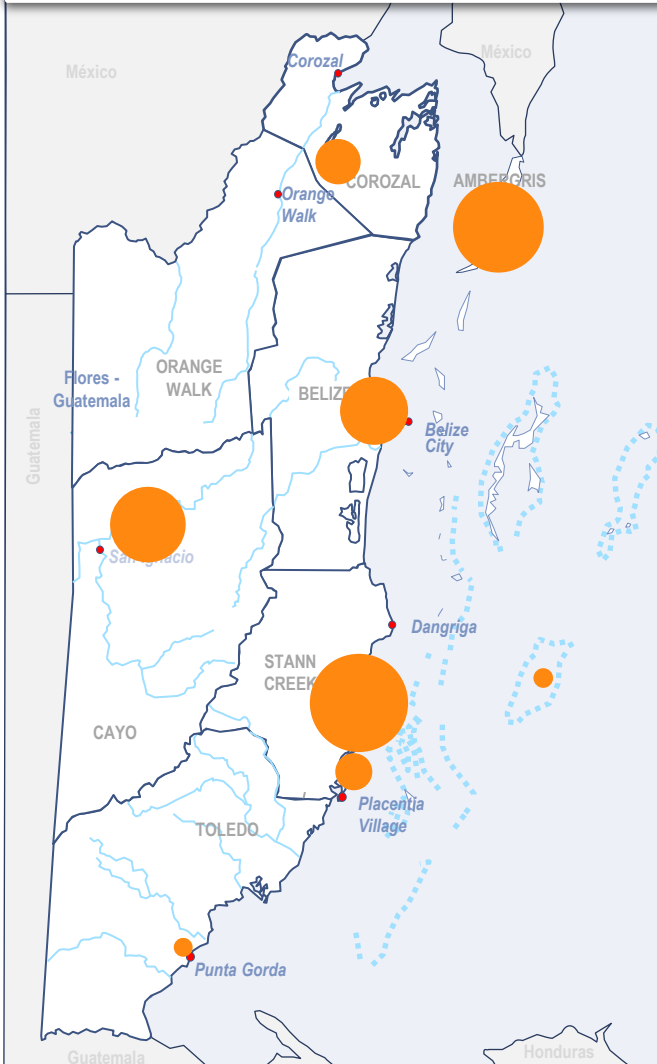 México
Corozal
México
COROZAL
AMBERGRIS
Orange
Walk
ORANGE
WALK
Flores -
Guatemala
BELIZE
Belize
City
Guatemala
San Ignacio
Dangriga
STANN
CREEK
CAYO
Placentia
Village
TOLEDO
Punta Gorda
Guatemala
Honduras